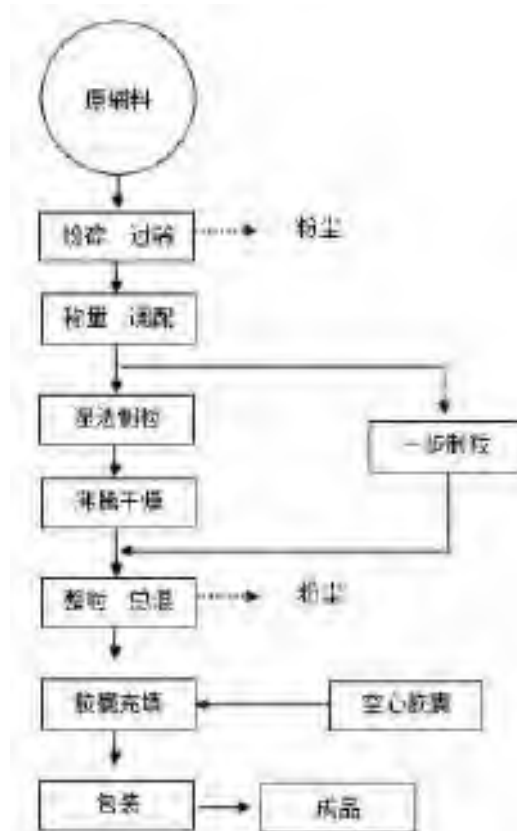 原辅料
粉碎 过筛
粉尘
称量 调配
湿法制粒
一步制粒
沸腾干燥
整粒 总混
粉尘
胶囊充填
空心胶囊
包装
成品